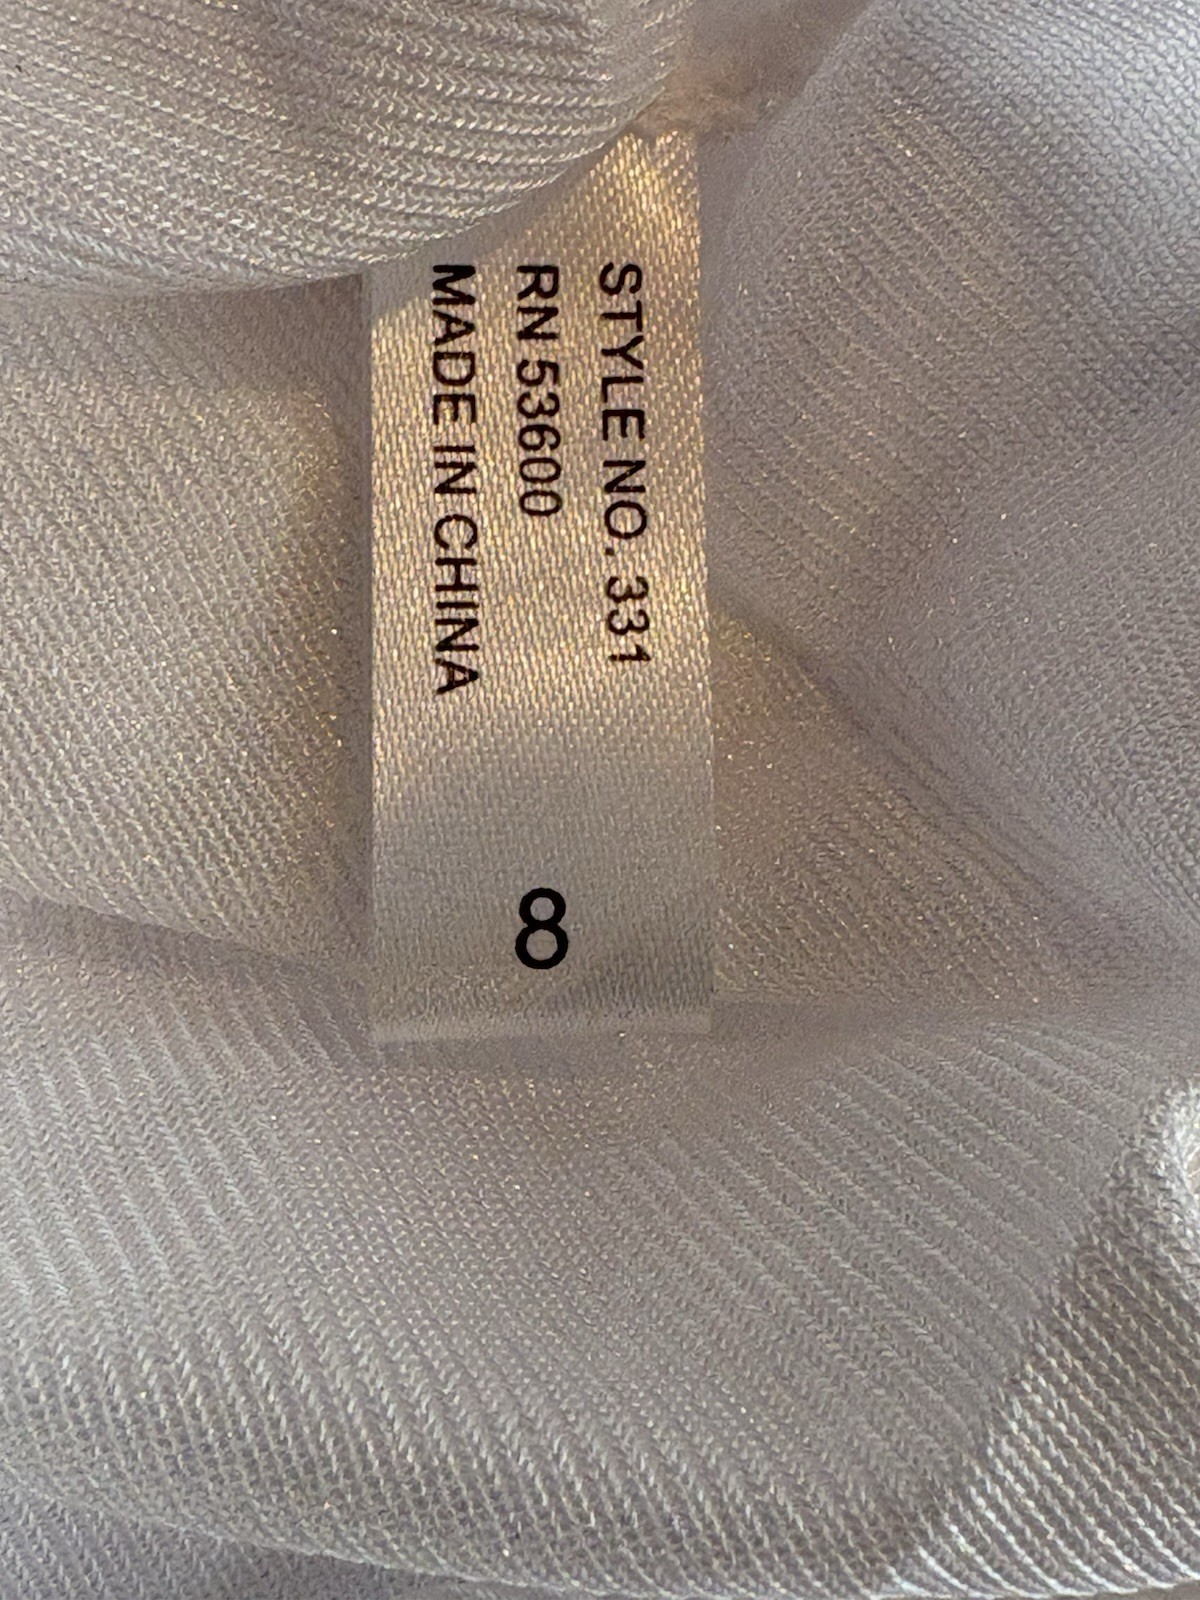 STYLE NO. 331
RN 53600
MADE IN CHINA
8